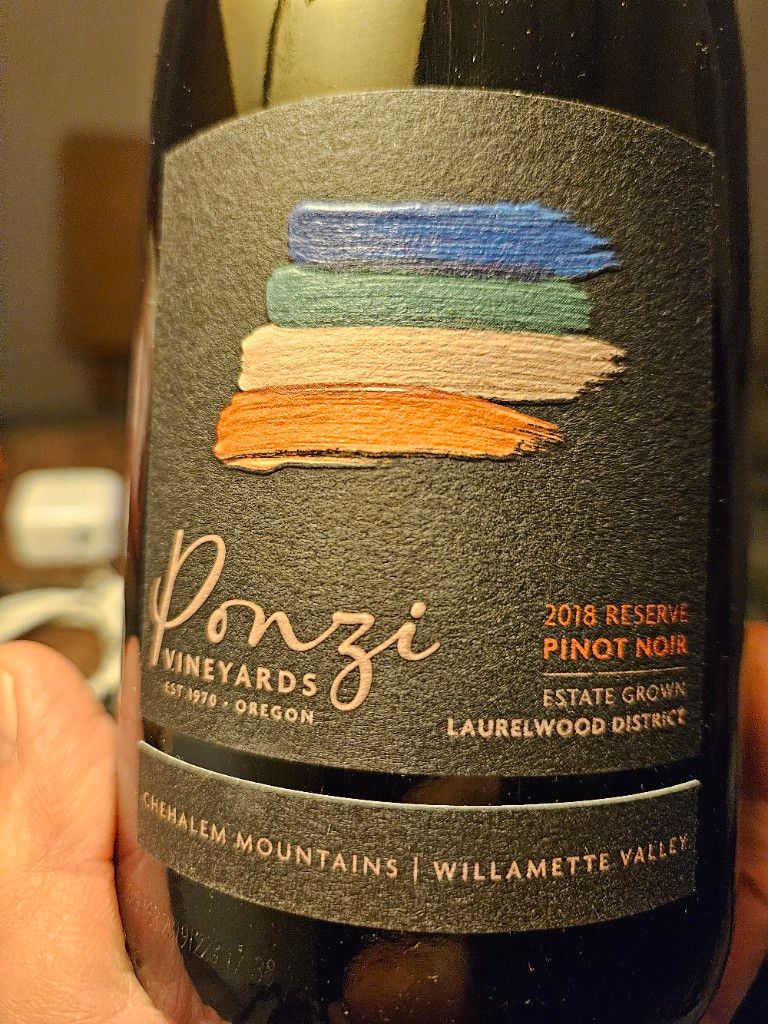 Ponzi
VINEYARDS
EST 1970 • OREGON
2018 RESERVE
PINOT NOIR
ESTATE GROWN
LAURELWOOD DISTRICT
CHEHALEM MOUNTAINS | WILLAMETTE VALLEY